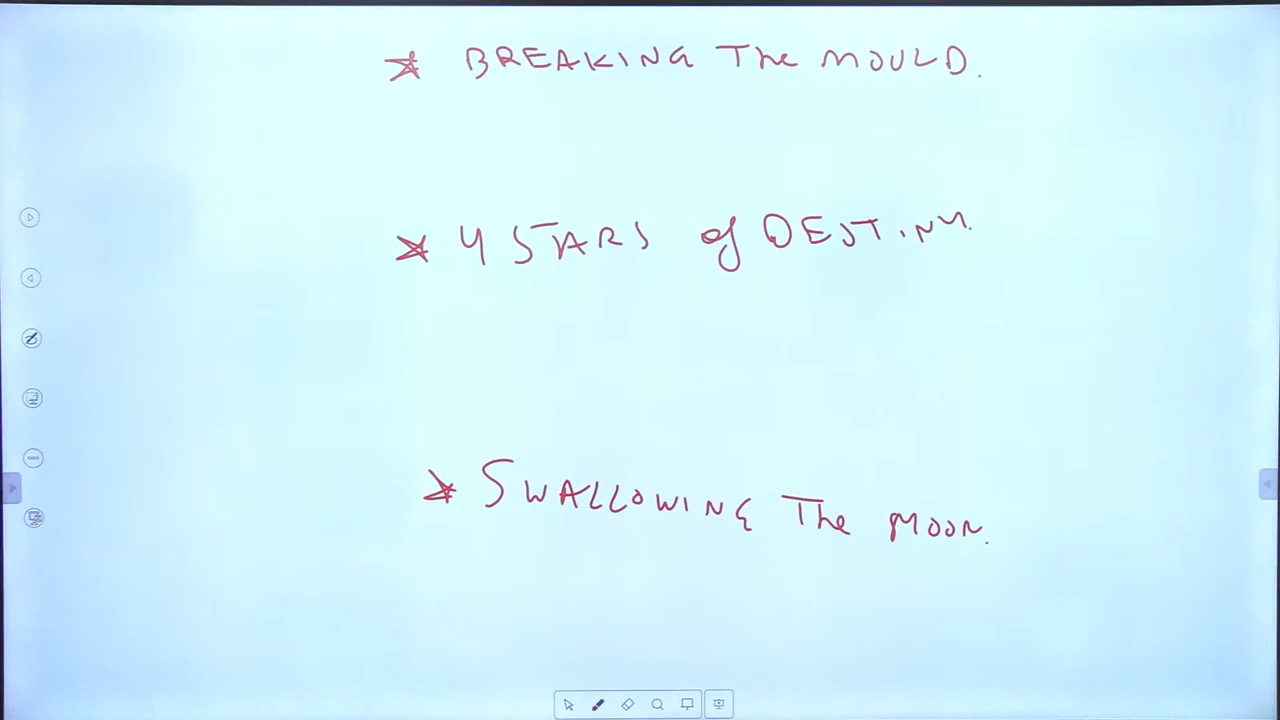 ★ BREAKING The MOULD.
★ 4 STARS of DESTINY.
★ SWALLOWING The MOON.